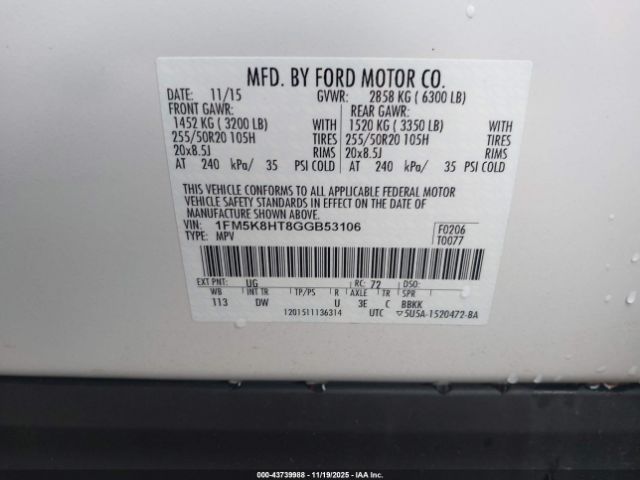 MFD. BY FORD MOTOR CO.
DATE: 11/15 GVWR: 2858 KG ( 6300 LB)
FRONT GAWR: REAR GAWR:
1452 KG ( 3200 LB) WITH 1520 KG ( 3350 LB) WITH
255/50R20 105H TIRES 255/50R20 105H TIRES
20x8.5J RIMS 20x8.5J RIMS
AT 240 kPa/ 35 PSI COLD AT 240 kPa/ 35 PSI COLD
THIS VEHICLE CONFORMS TO ALL APPLICABLE FEDERAL MOTOR
VEHICLE SAFETY STANDARDS IN EFFECT ON THE DATE OF
MANUFACTURE SHOWN ABOVE.
VIN: 1FM5K8HT8GGB53106 F0206
TYPE: MPV T0077
EXT PNT: UG RC: 72 DSO:
WB INT TR TP/PS R AXLE TR SPR
113 DW U 3E C BBKK
1201511136314 UTC ▽5U5A-1520472-BA
000-43739988 - 11/19/2025 - IAA Inc.